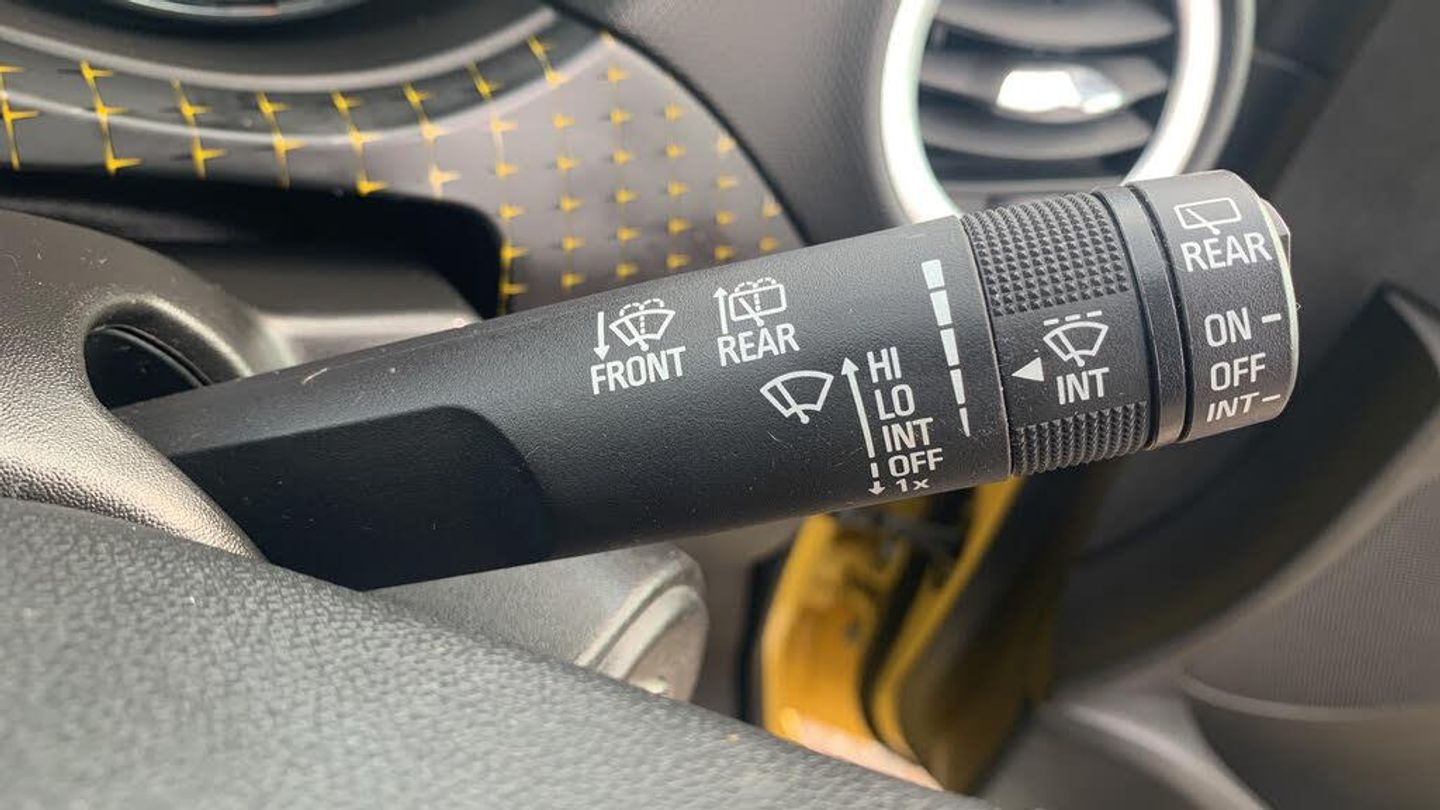 FRONT
REAR
HI
LO
INT
OFF
1x
INT
REAR
ON
OFF
INT